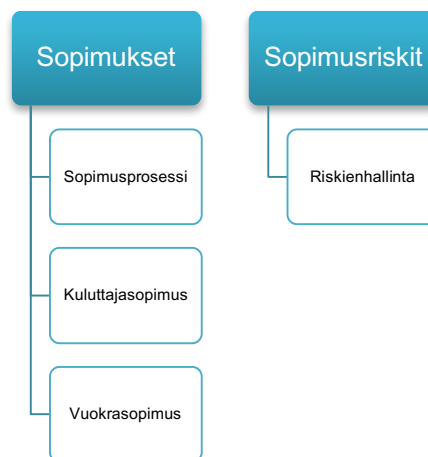 Sopimukset
Sopimusprosessi
Kuluttajasopimus
Vuokrasopimus
Sopimusriskit
Riskienhallinta